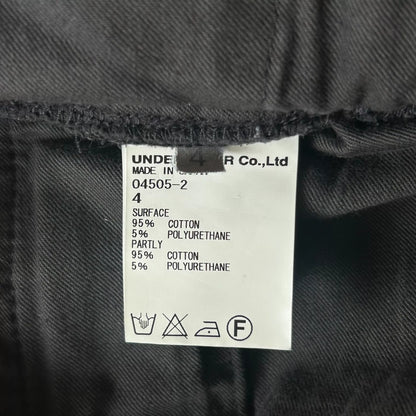 UNDE 4 R Co.,Ltd
MADE IN
04505-2
4
SURFACE
95% COTTON
5% POLYURETHANE
PARTLY
95% COTTON
5% POLYURETHANE
F